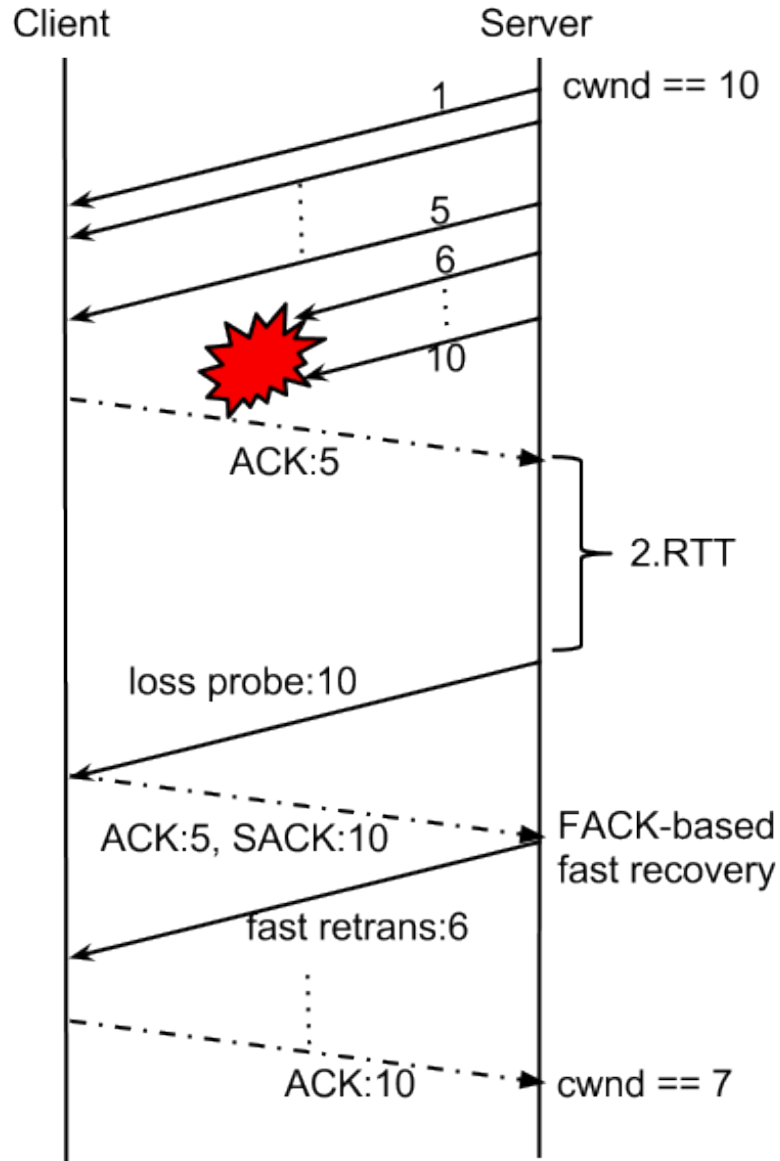 Client
Server
cwnd == 10
1
5
6
10
ACK:5
2.RTT
loss probe:10
ACK:5, SACK:10
FACK-based
fast recovery
fast retrans:6
ACK:10
cwnd == 7